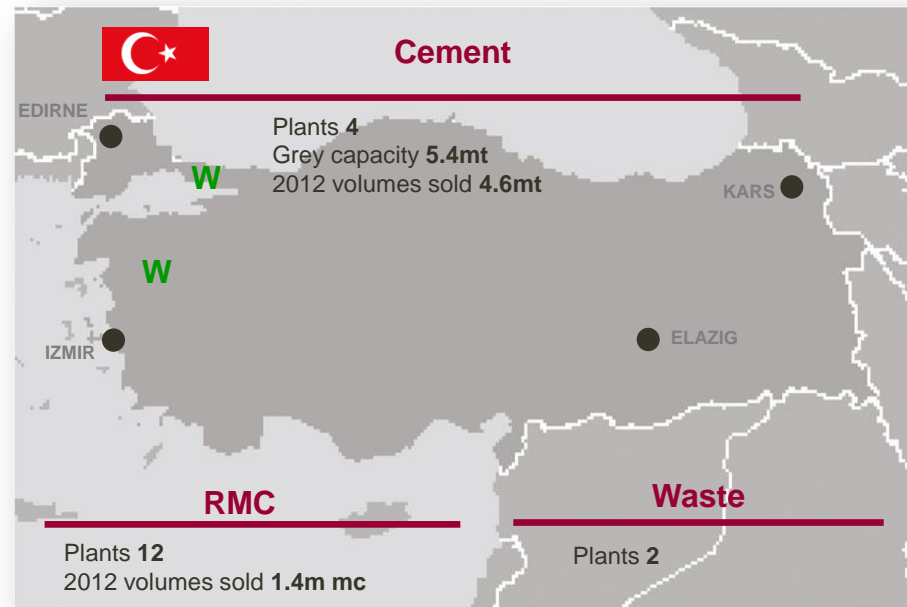 Cement
EDIRNE
Plants 4
Grey capacity 5.4mt
2012 volumes sold 4.6mt
W
KARS
W
IZMIR
ELAZIG
RMC
Plants 12
2012 volumes sold 1.4m mc
Waste
Plants 2